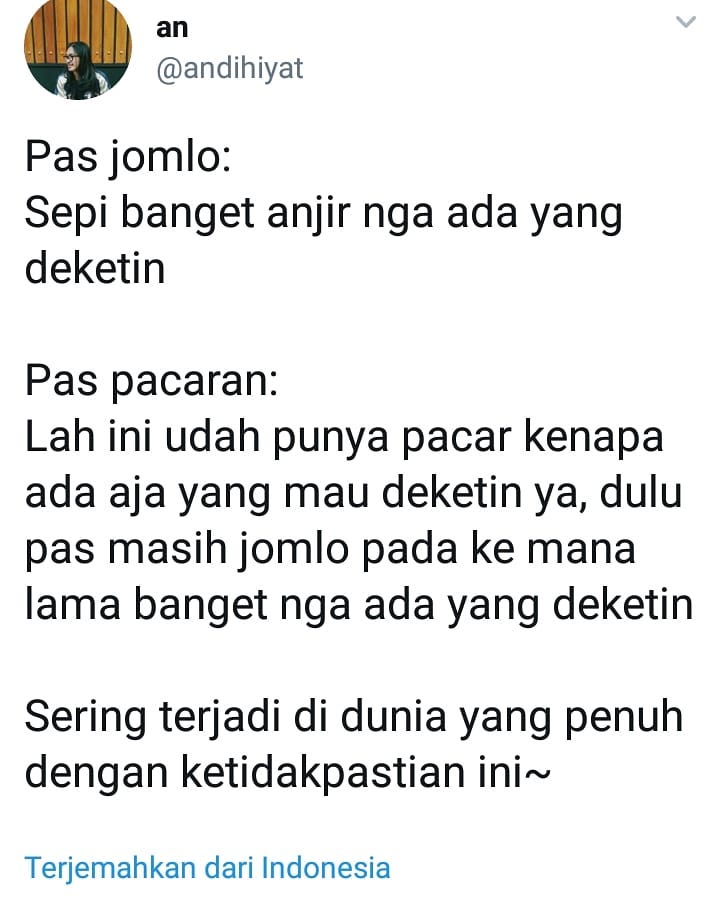 an
@andihiyat
Pas jomlo:
Sepi banget anjir nga ada yang
deketin
Pas pacaran:
Lah ini udah punya pacar kenapa
ada aja yang mau deketin ya, dulu
pas masih jomlo pada ke mana
lama banget nga ada yang deketin
Sering terjadi di dunia yang penuh
dengan ketidakpastian ini~
Terjemahkan dari Indonesia